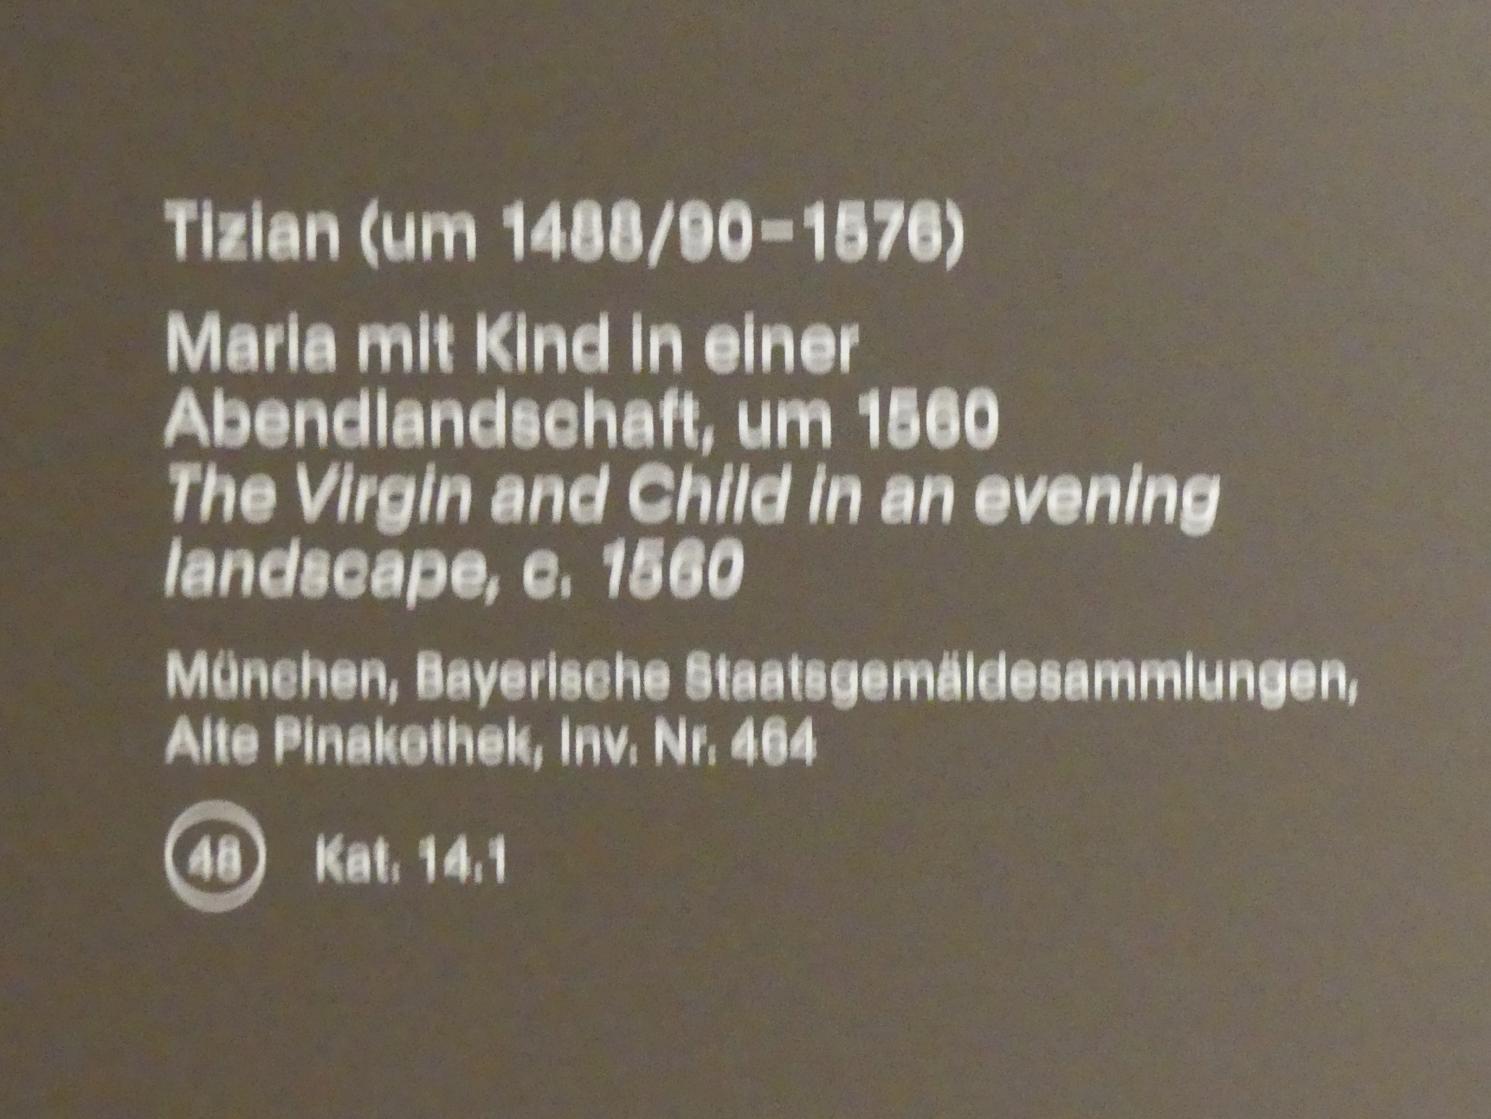 Tizian (um 1488/90–1576)
Maria mit Kind in einer
Abendlandschaft, um 1560
The Virgin and Child in an evening
landscape, c. 1560
München, Bayerische Staatsgemäldesammlungen,
Alte Pinakothek, Inv. Nr. 464
48 Kat. 14.1